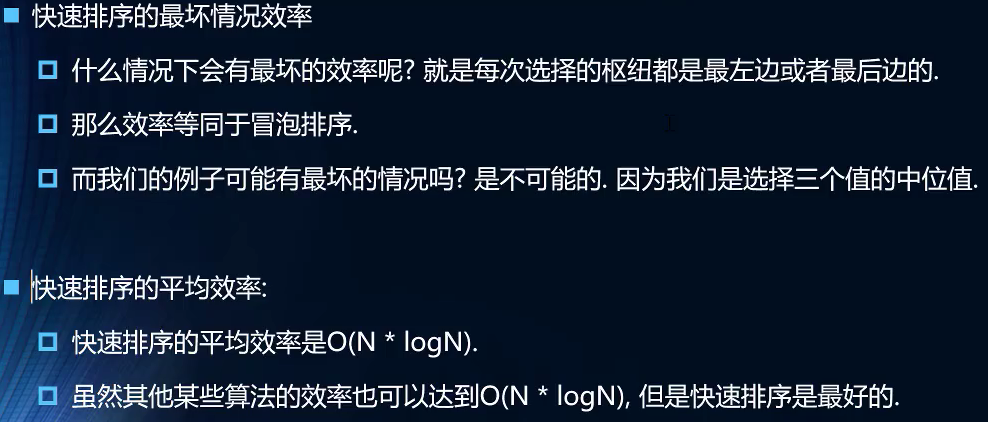 快速排序的最坏情况效率
什么情况下会有最坏的效率呢? 就是每次选择的枢纽都是最左边或者最后边的.
那么效率等同于冒泡排序.
而我们的例子可能有最坏的情况吗? 是不可能的. 因为我们是选择三个值的中位值.
快速排序的平均效率:
快速排序的平均效率是O(N * logN).
虽然其他某些算法的效率也可以达到O(N * logN), 但是快速排序是最好的.